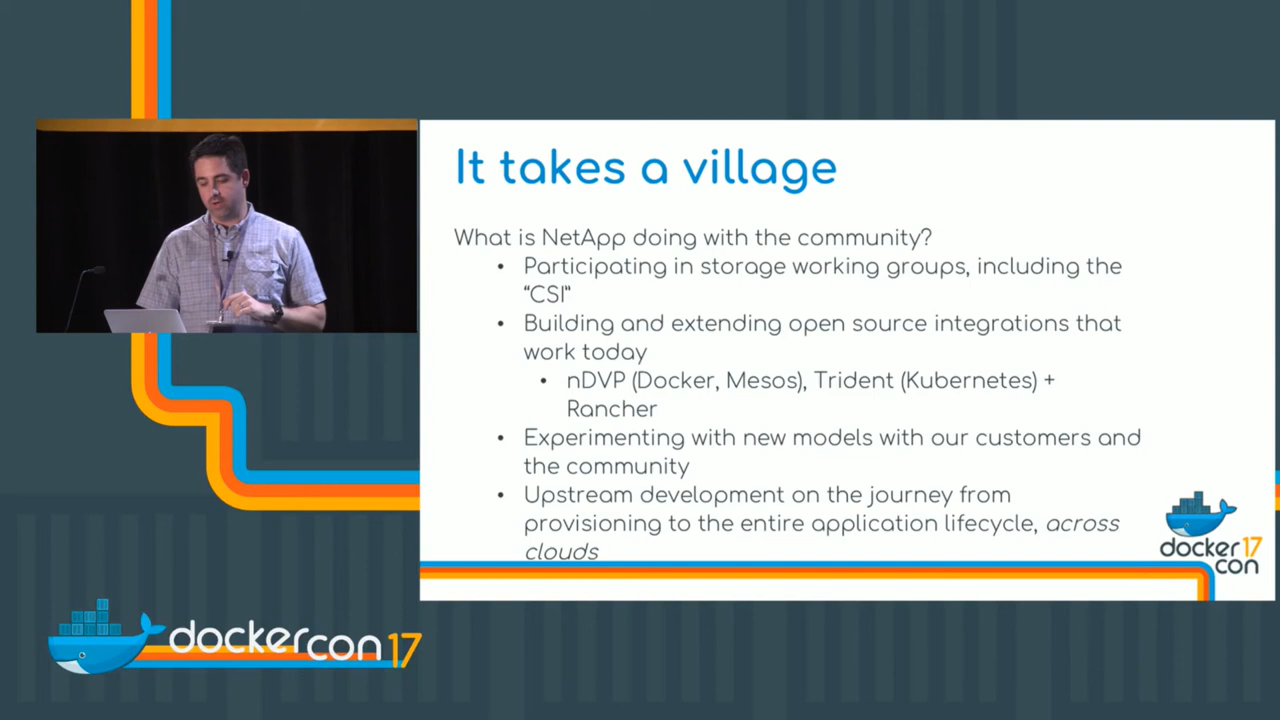 It takes a village
What is NetApp doing with the community?
• Participating in storage working groups, including the
“CSI”
• Building and extending open source integrations that
work today
• nDVP (Docker, Mesos), Trident (Kubernetes) +
Rancher
• Experimenting with new models with our customers and
the community
• Upstream development on the journey from
provisioning to the entire application lifecycle, across
clouds
docker 17
con
dockercon 17